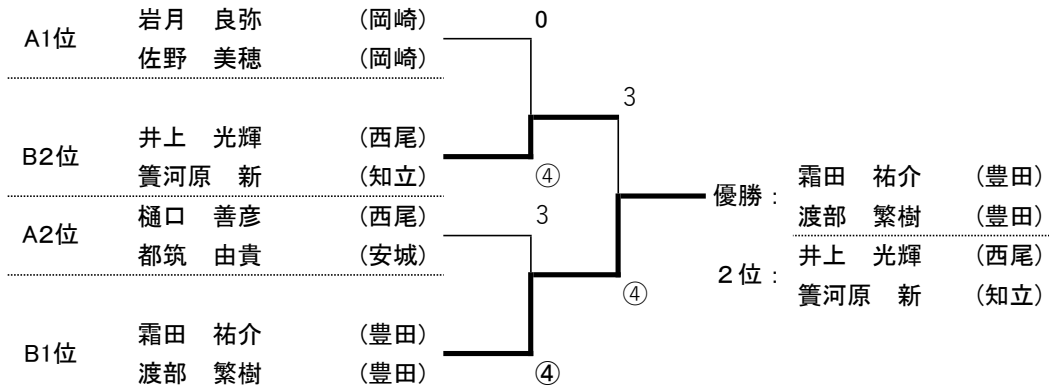 A1位 岩月 良弥 (岡崎) 0
佐野 美穂 (岡崎)
3
B2位 井上 光輝 (西尾)
簀河原 新 (知立) ④
A2位 樋口 善彦 (西尾) 3
都筑 由貴 (安城)
④
B1位 霜田 祐介 (豊田)
渡部 繁樹 (豊田) ④
優勝： 霜田 祐介 (豊田)
渡部 繁樹 (豊田)
２位： 井上 光輝 (西尾)
簀河原 新 (知立)